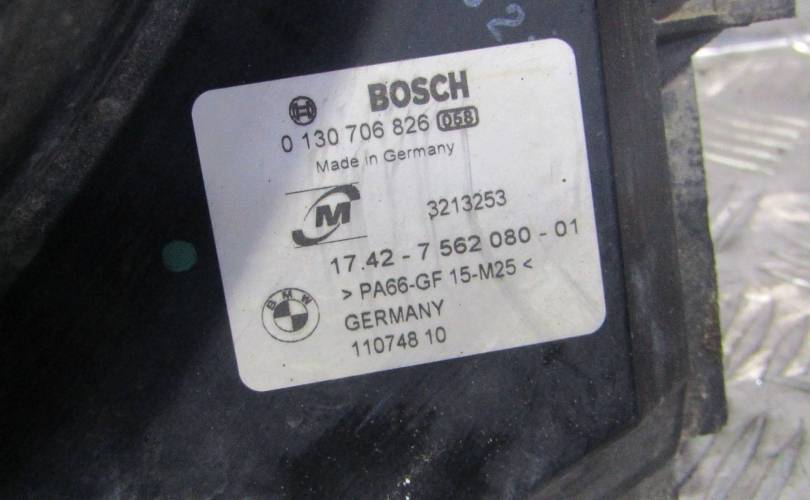 BOSCH
0 130 706 826 058
Made in Germany
M
3213253
17.42 - 7 562 080 - 01
> PA66-GF 15-M25 <
BMW
GERMANY
110748 10